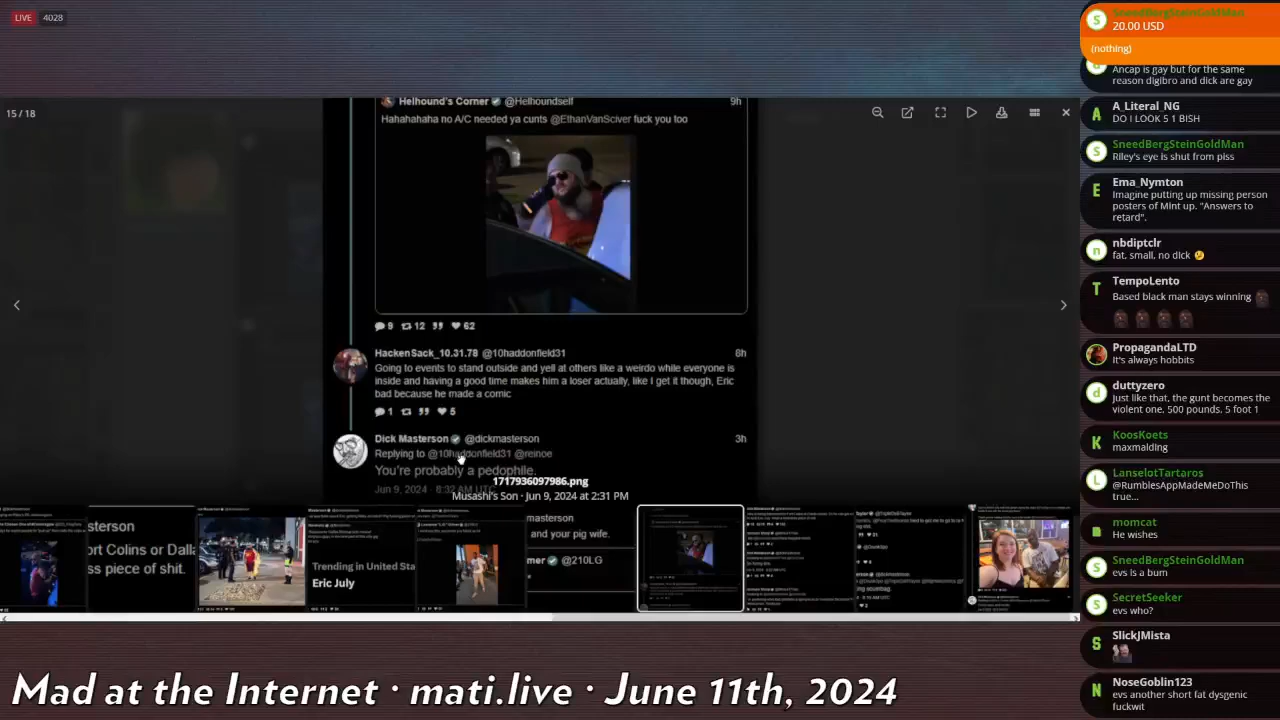 LIVE 4028
15 / 18
Helhound's Corner @Helhoundself 9h
Hahahahaha no A/C needed ya cunts @EthanVanSciver fuck you too
9 12 62
HackenSack_10.31.78 @10haddonfield31 8h
Going to events to stand outside and yell at others like a weirdo while everyone is
inside and having a good time makes him a loser actually, like I get it though, Eric
bad because he made a comic
1 5
Dick Masterson @dickmasterson 3h
Replying to @10haddonfield31 @reinoe
You're probably a pedophile.
Jun 9, 2024 · 8:32 AM UTC
1717936097986.png
Musashi's Son · Jun 9, 2024 at 2:31 PM
sterson
ort Colins or Dalla
ss piece of shit.
Trending in United Sta
Eric July
masterson
and your pig wife.
mer @210LG
Mad at the Internet · mati.live · June 11th, 2024
S
SneedBergSteinGoldMan
20.00 USD
(nothing)
Ancap is gay but for the same
reason digibro and dick are gay
A
A_Literal_NG
DO I LOOK 5 1 BISH
S
SneedBergSteinGoldMan
Riley's eye is shut from piss
E
Ema_Nymton
Imagine putting up missing person
posters of Mint up. "Answers to
retard".
n
nbdiptclr
fat, small, no dick
T
TempoLento
Based black man stays winning
PropagandaLTD
It's always hobbits
d
duttyzero
Just like that, the gunt becomes the
violent one. 500 pounds, 5 foot 1
K
KoosKoets
maxmalding
L
LanselotTartaros
@RumblesAppMadeMeDoThis
true...
momcat
He wishes
S
SneedBergSteinGoldMan
evs is a bum
S
SecretSeeker
evs who?
S
SlickJMista
N
NoseGoblin123
evs another short fat dysgenic
fuckwit